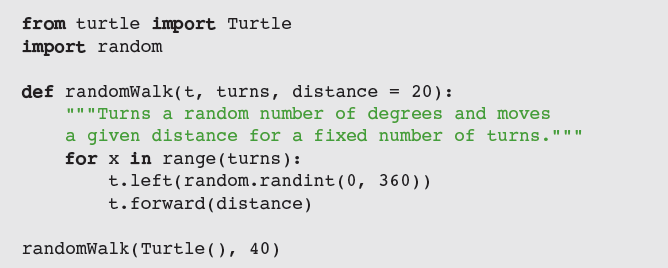 from turtle import Turtle
import random

def randomWalk(t, turns, distance = 20):
    """Turns a random number of degrees and moves
    a given distance for a fixed number of turns."""
    for x in range(turns):
        t.left(random.randint(0, 360))
        t.forward(distance)

randomWalk(Turtle(), 40)